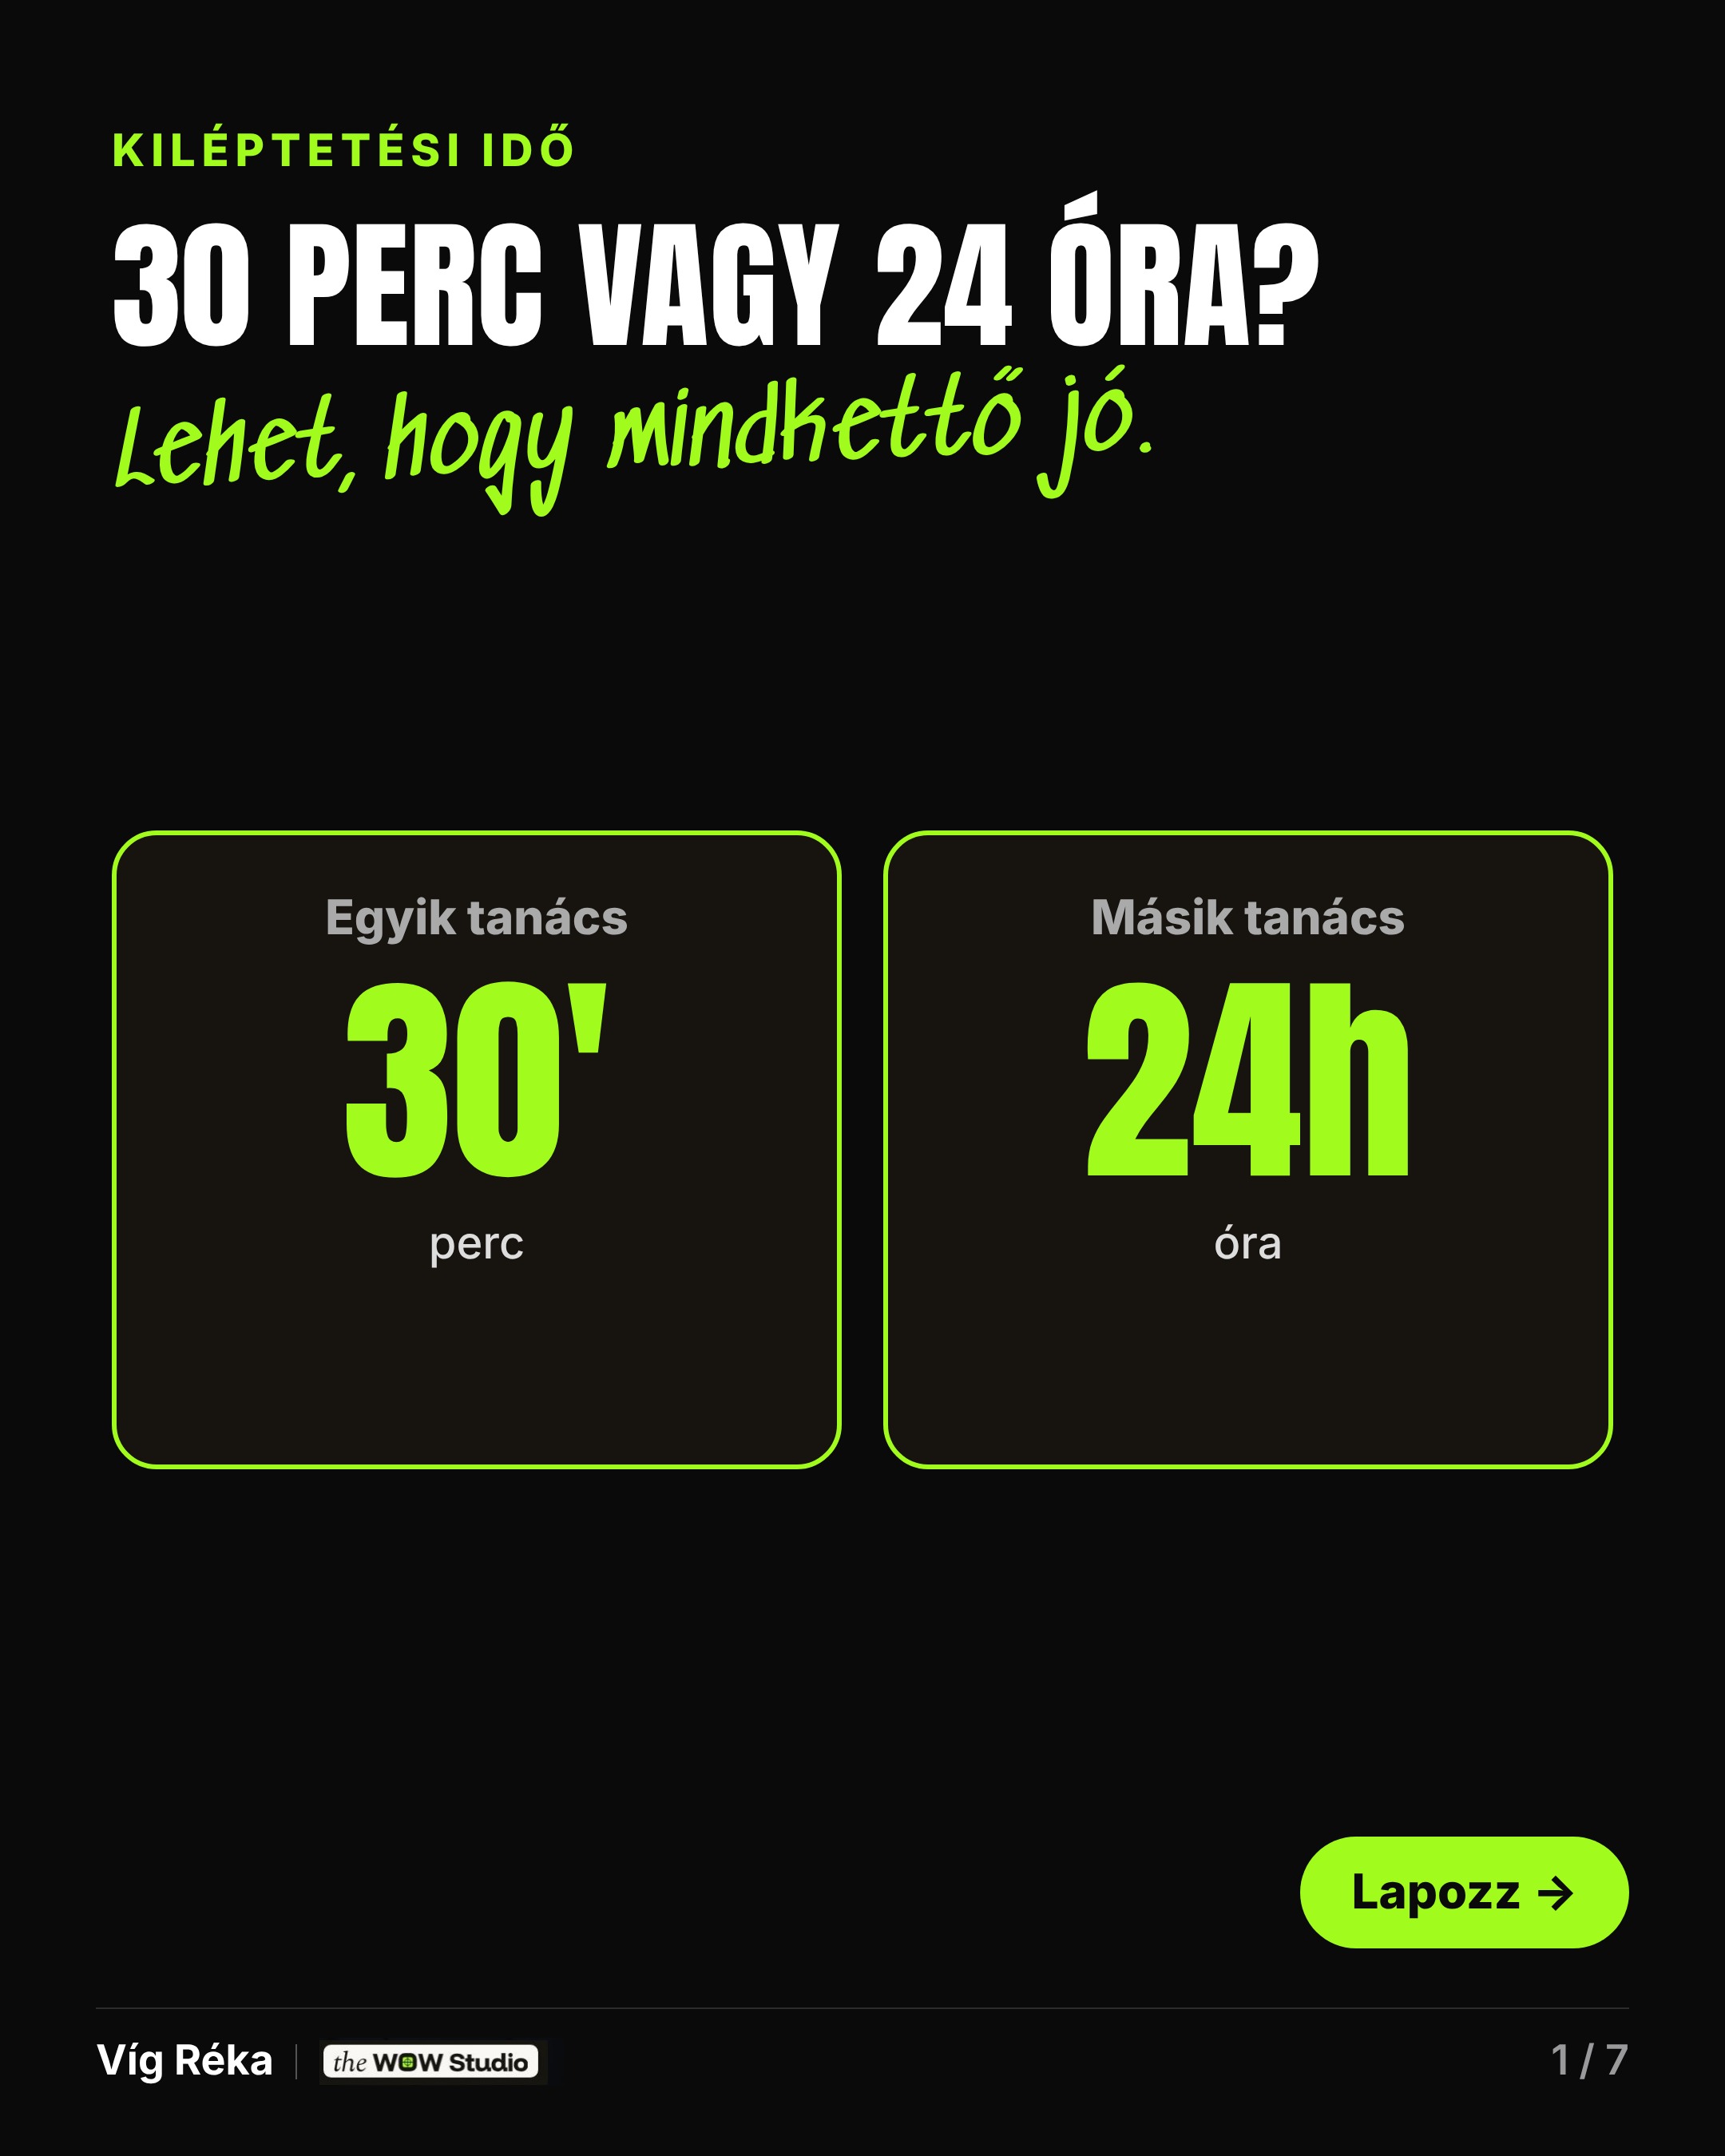 KILÉPTETÉSI IDŐ
30 PERC VAGY 24 ÓRA?
Lehet, hogy mindkettő jó.
Egyik tanács
30'
perc
Másik tanács
24h
óra
Lapozz →
Víg Réka | the WOW Studio
1 / 7